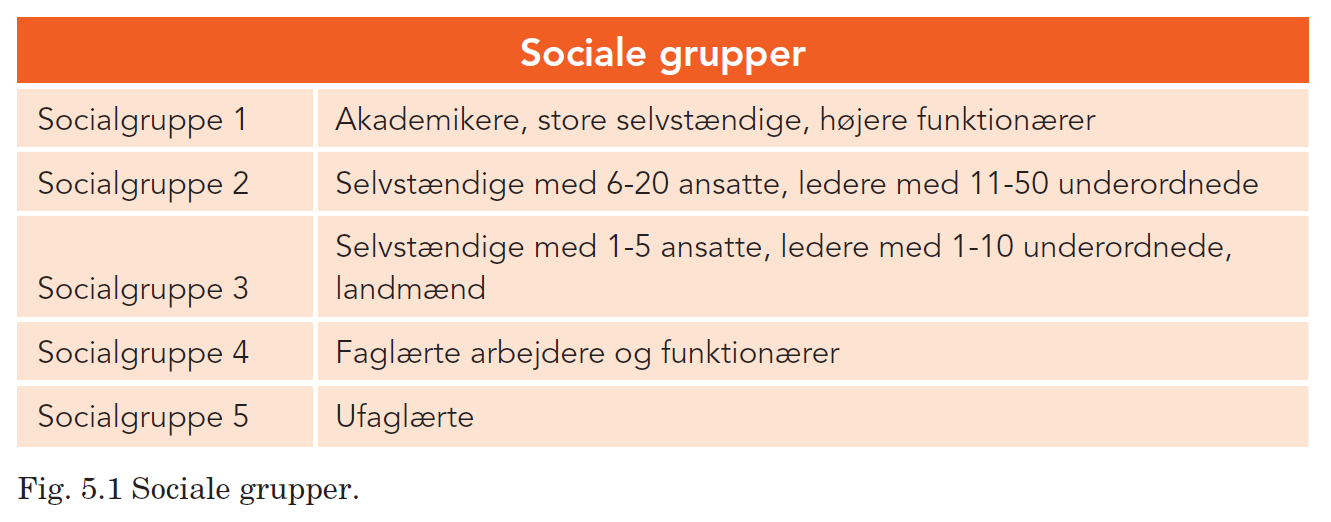 Sociale grupper
Socialgruppe 1 Akademikere, store selvstændige, højere funktionærer
Socialgruppe 2 Selvstændige med 6-20 ansatte, ledere med 11-50 underordnede
Socialgruppe 3 Selvstændige med 1-5 ansatte, ledere med 1-10 underordnede,
landmænd
Socialgruppe 4 Faglærte arbejdere og funktionærer
Socialgruppe 5 Ufaglærte
Fig. 5.1 Sociale grupper.